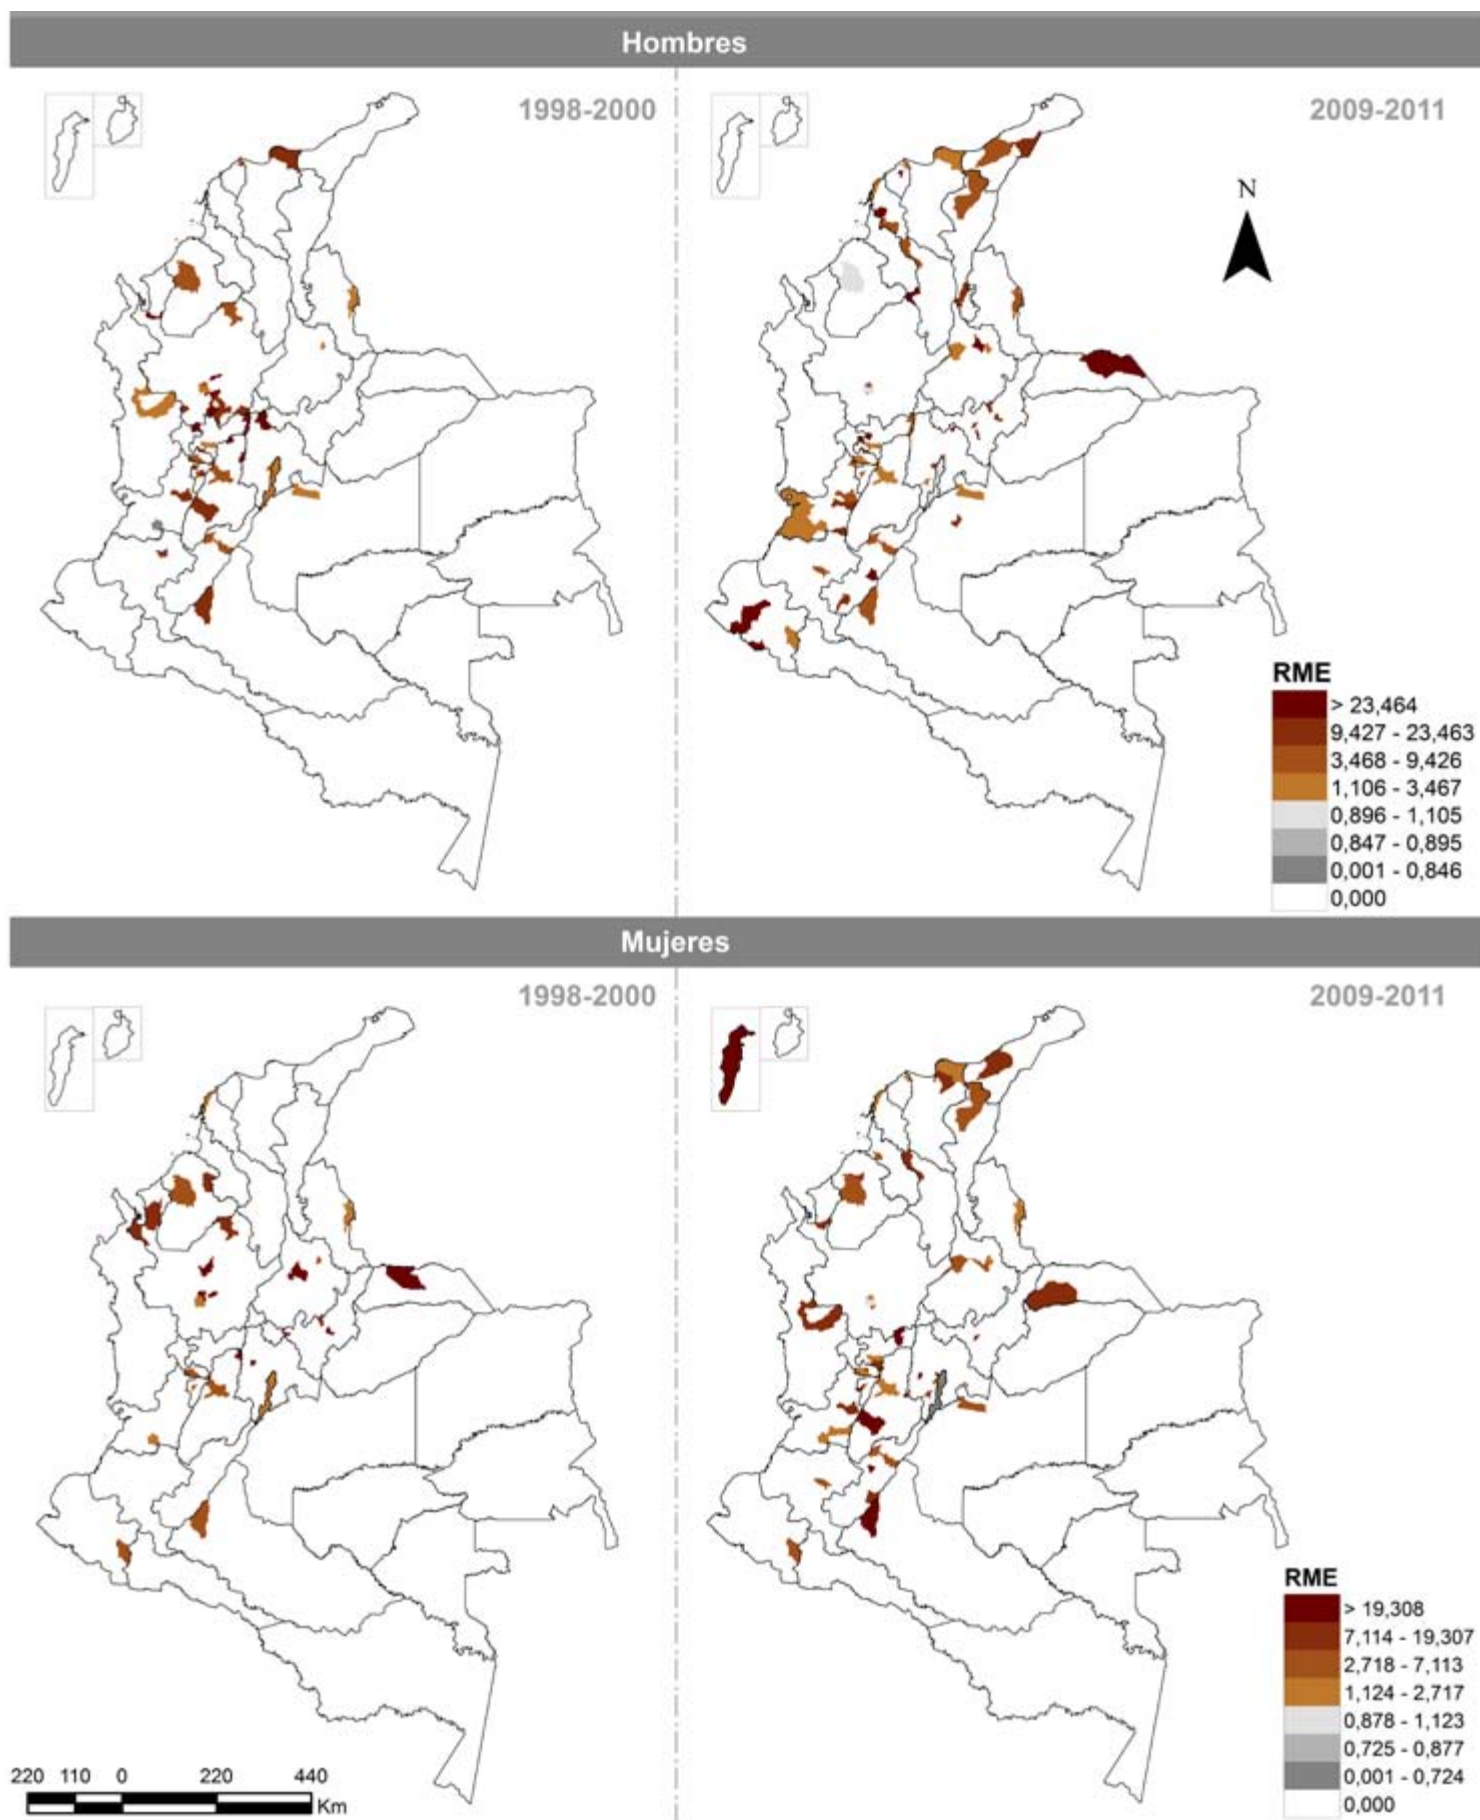 Hombres
1998-2000
2009-2011
N
RME
> 23,464
9,427 - 23,463
3,468 - 9,426
1,106 - 3,467
0,896 - 1,105
0,847 - 0,895
0,001 - 0,846
0,000
Mujeres
1998-2000
2009-2011
RME
> 19,308
7,114 - 19,307
2,718 - 7,113
1,124 - 2,717
0,878 - 1,123
0,725 - 0,877
0,001 - 0,724
0,000
220 110 0 220 440
Km